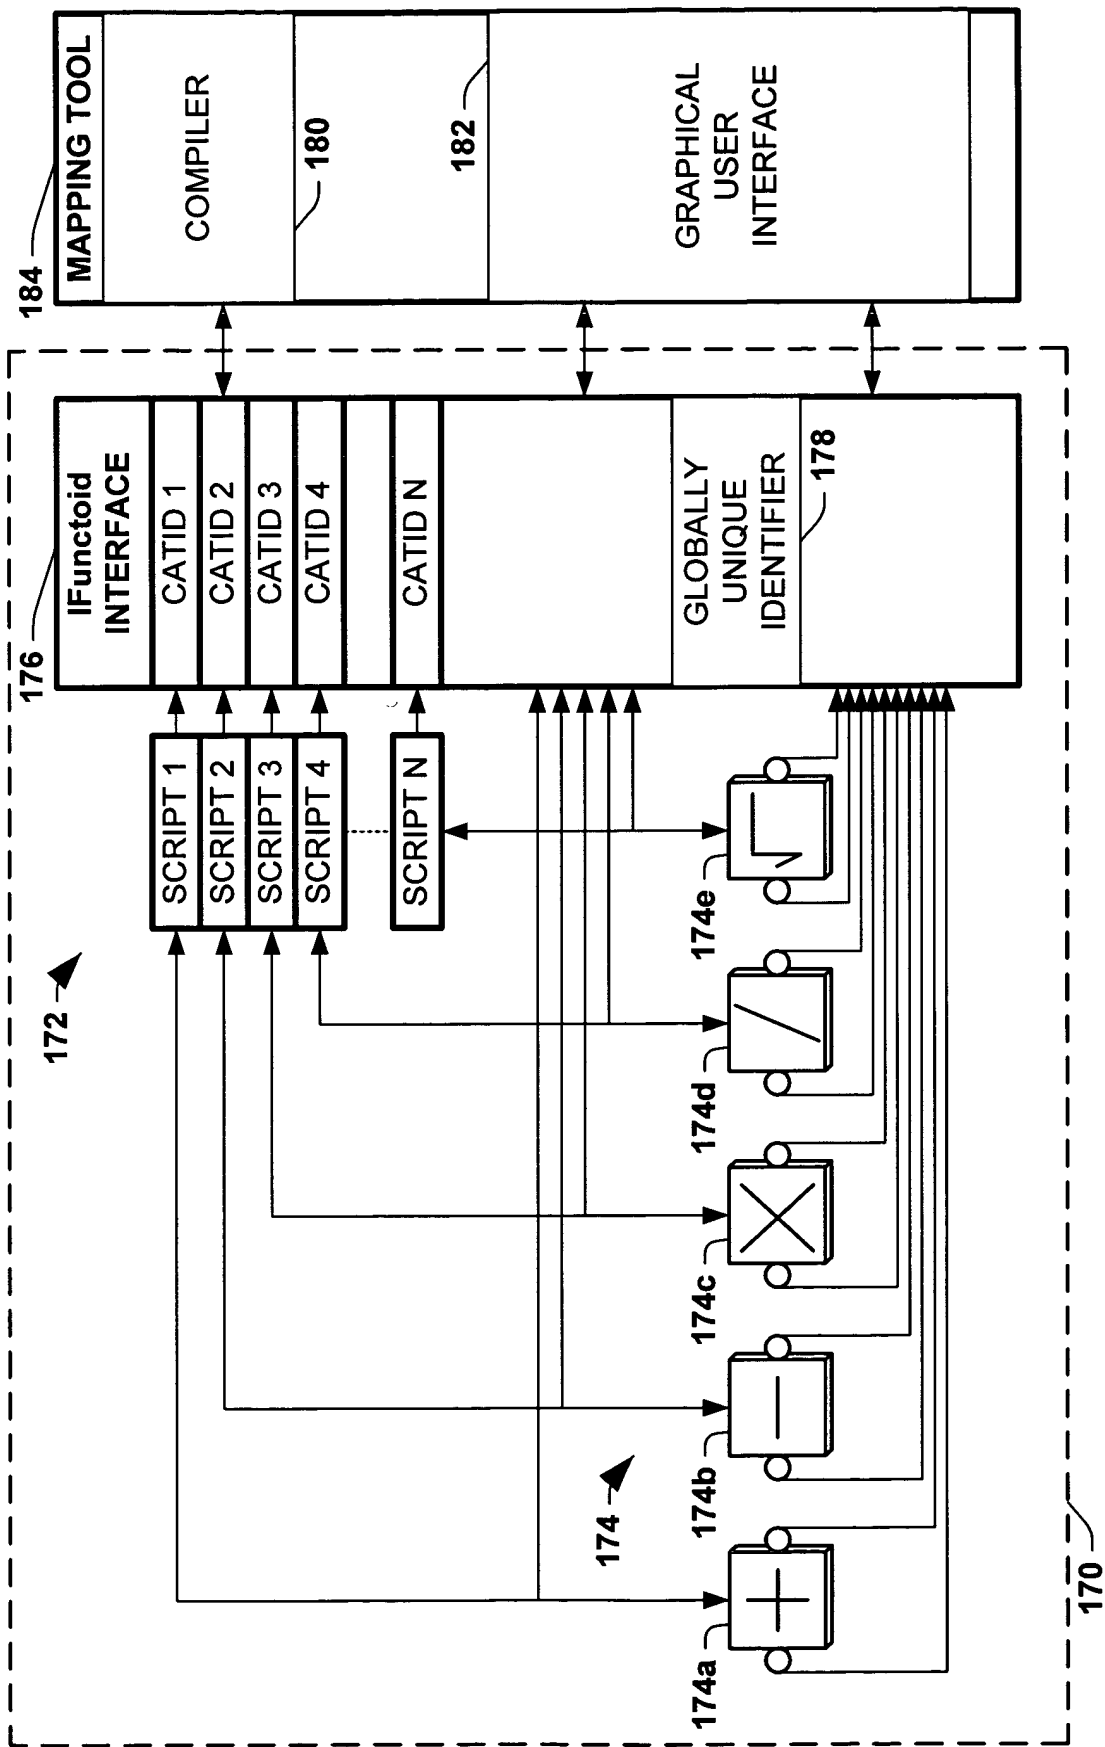 184
MAPPING TOOL
COMPILER
180
182
GRAPHICAL
USER
INTERFACE
176
IFunctoid
INTERFACE
CATID 1
CATID 2
CATID 3
CATID 4
CATID N
GLOBALLY
UNIQUE
IDENTIFIER
178
172
SCRIPT 1
SCRIPT 2
SCRIPT 3
SCRIPT 4
SCRIPT N
174
174a
174b
174c
174d
174e
170